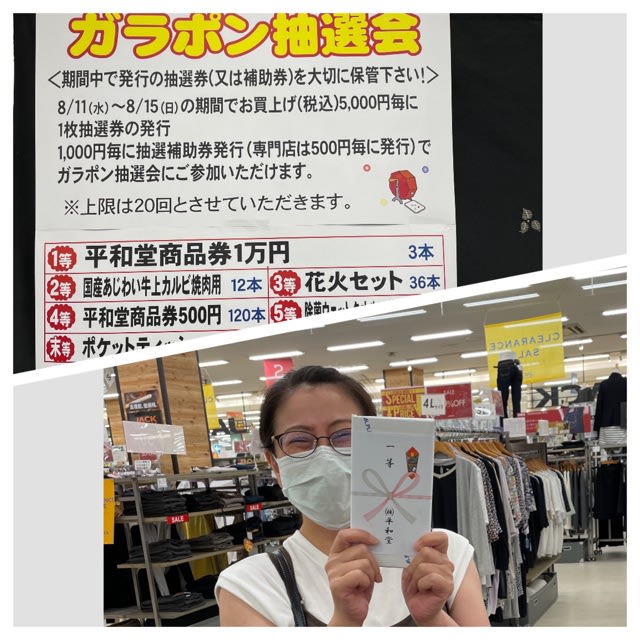 ガラポン抽選会
<期間中で発行の抽選券(又は補助券)を大切に保管下さい!>
8/11(水)~8/15(日)の期間でお買上げ(税込)5,000円毎に
1枚抽選券の発行
1,000円毎に抽選補助券発行(専門店は500円毎に発行)で
ガラポン抽選会にご参加いただけます。
※上限は20回とさせていただきます。
1等 平和堂商品券1万円 3本
2等 国産あじわい牛上カルビ焼肉用 12本 3等 花火セット 36本
4等 平和堂商品券500円 120本 5等
末等 ポケットティッシュ
CLEARANCE
SALE
SPECIAL
PRICE
4L
%OFF
SALE
SALE
一等
㈱平和堂